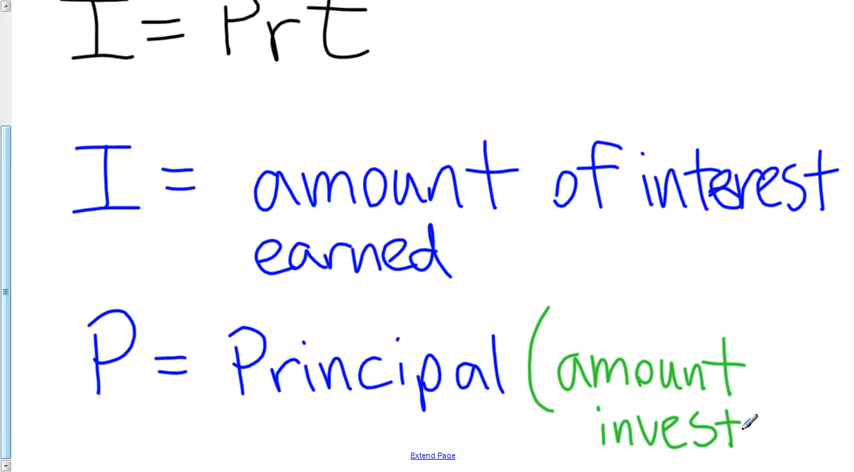 I = Prt
I = amount of interest
earned
P = Principal (amount
invest
Extend Page